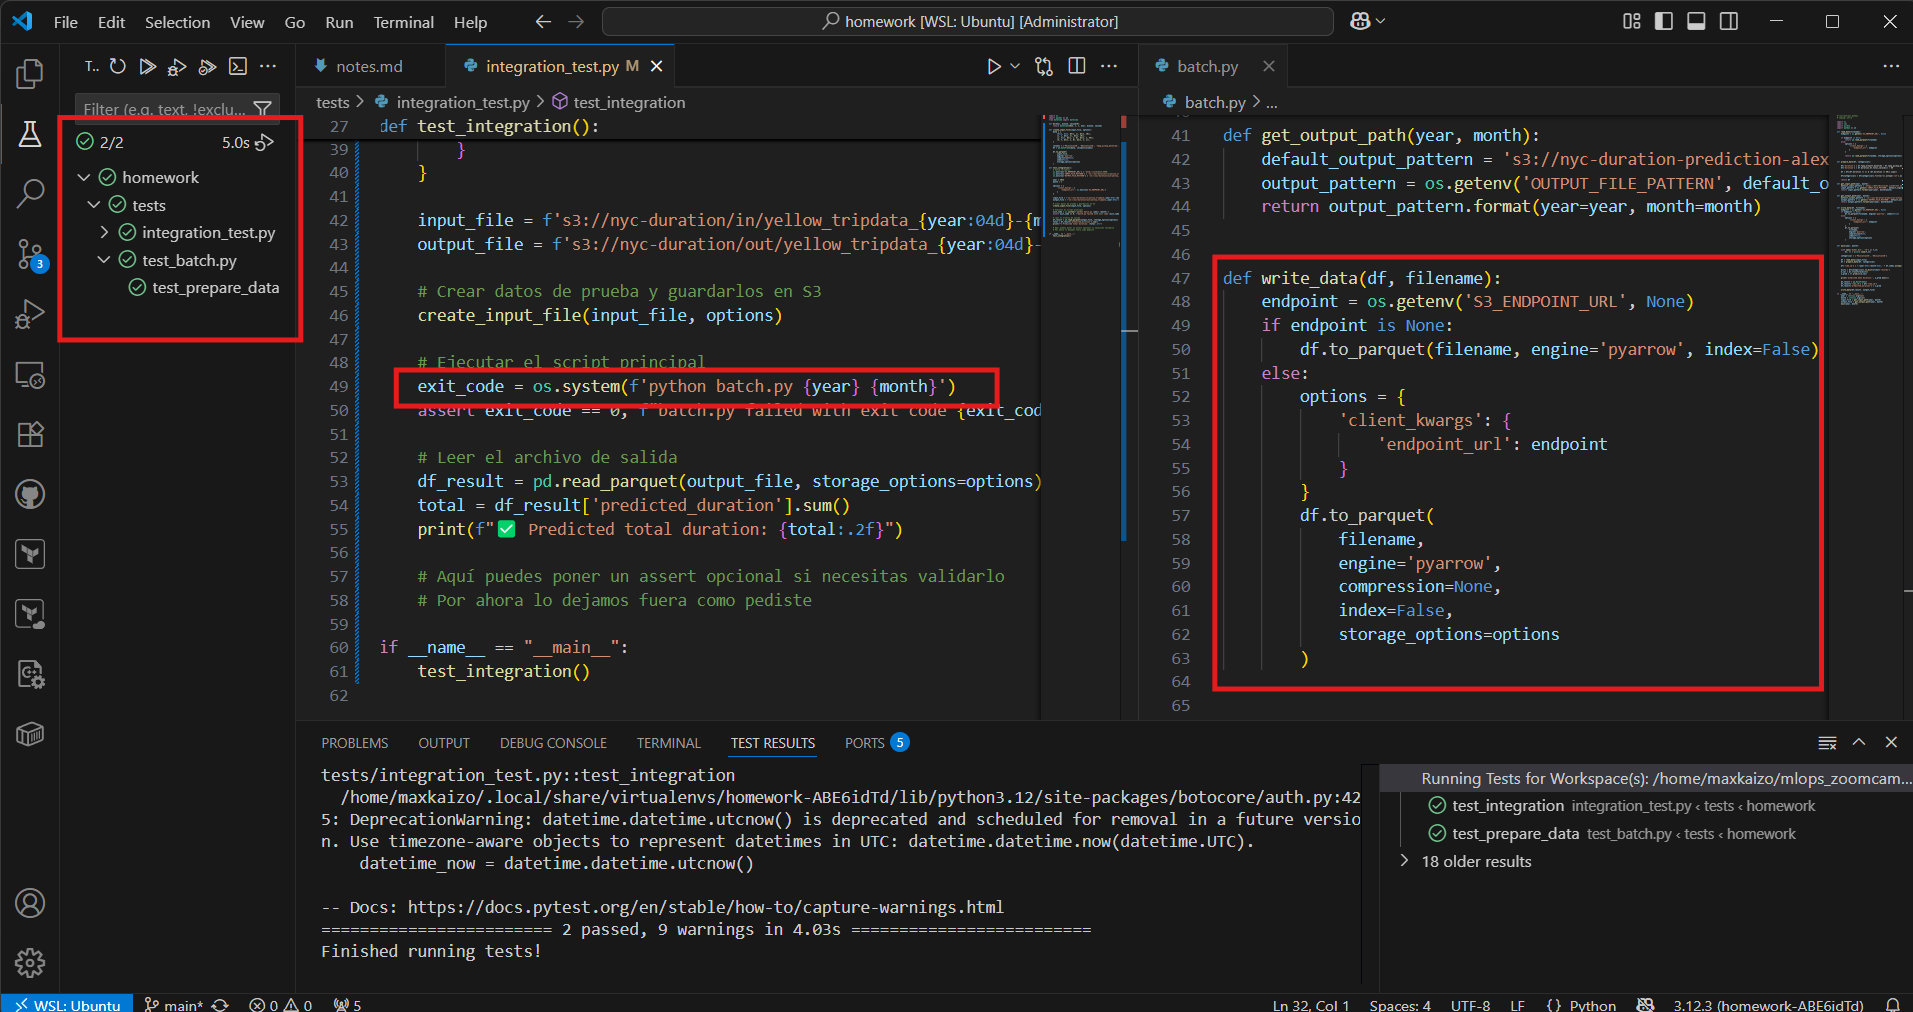 File Edit Selection View Go Run Terminal Help
homework [WSL: Ubuntu] [Administrator]
T..
Filter (e.g. text, !exclu...
2/2 5.0s
homework
tests
integration_test.py
test_batch.py
test_prepare_data
3
notes.md
integration_test.py M
tests > integration_test.py > test_integration
27 def test_integration():
39 }
40 }
41
42 input_file = f's3://nyc-duration/in/yellow_tripdata_{year:04d}-{m
43 output_file = f's3://nyc-duration/out/yellow_tripdata_{year:04d}-
44
45 # Crear datos de prueba y guardarlos en S3
46 create_input_file(input_file, options)
47
48 # Ejecutar el script principal
49 exit_code = os.system(f'python batch.py {year} {month}')
50 assert exit_code == 0, f"batch.py failed with exit code {exit_cod
51
52 # Leer el archivo de salida
53 df_result = pd.read_parquet(output_file, storage_options=options)
54 total = df_result['predicted_duration'].sum()
55 print(f"✅ Predicted total duration: {total:.2f}")
56
57 # Aquí puedes poner un assert opcional si necesitas validarlo
58 # Por ahora lo dejamos fuera como pediste
59
60 if __name__ == "__main__":
61 test_integration()
62
batch.py
batch.py > ...
41 def get_output_path(year, month):
42 default_output_pattern = 's3://nyc-duration-prediction-alex
43 output_pattern = os.getenv('OUTPUT_FILE_PATTERN', default_o
44 return output_pattern.format(year=year, month=month)
45
46
47 def write_data(df, filename):
48 endpoint = os.getenv('S3_ENDPOINT_URL', None)
49 if endpoint is None:
50 df.to_parquet(filename, engine='pyarrow', index=False)
51 else:
52 options = {
53 'client_kwargs': {
54 'endpoint_url': endpoint
55 }
56 }
57 df.to_parquet(
58 filename,
59 engine='pyarrow',
60 compression=None,
61 index=False,
62 storage_options=options
63 )
64
65
PROBLEMS OUTPUT DEBUG CONSOLE TERMINAL TEST RESULTS PORTS 5
tests/integration_test.py::test_integration
/home/maxkaizo/.local/share/virtualenvs/homework-ABE6idTd/lib/python3.12/site-packages/botocore/auth.py:42
5: DeprecationWarning: datetime.datetime.utcnow() is deprecated and scheduled for removal in a future versio
n. Use timezone-aware objects to represent datetimes in UTC: datetime.datetime.now(datetime.UTC).
datetime_now = datetime.datetime.utcnow()
-- Docs: https://docs.pytest.org/en/stable/how-to/capture-warnings.html
======================== 2 passed, 9 warnings in 4.03s =========================
Finished running tests!
Running Tests for Workspace(s): /home/maxkaizo/mlops_zoomcam...
test_integration integration_test.py ‹ tests ‹ homework
test_prepare_data test_batch.py ‹ tests ‹ homework
18 older results
WSL: Ubuntu main* 0 0 5 Ln 32, Col 1 Spaces: 4 UTF-8 LF {} Python 3.12.3 (homework-ABE6idTd)